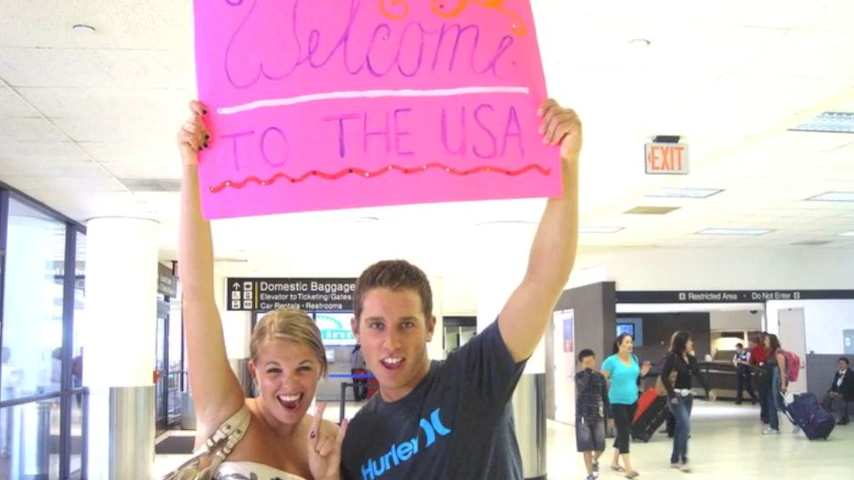 Welcome
TO THE USA
EXIT
Domestic Baggage
Elevator to Ticketing/Gates
Car Rentals · Restrooms
Restricted Area · Do Not Enter
Hurley